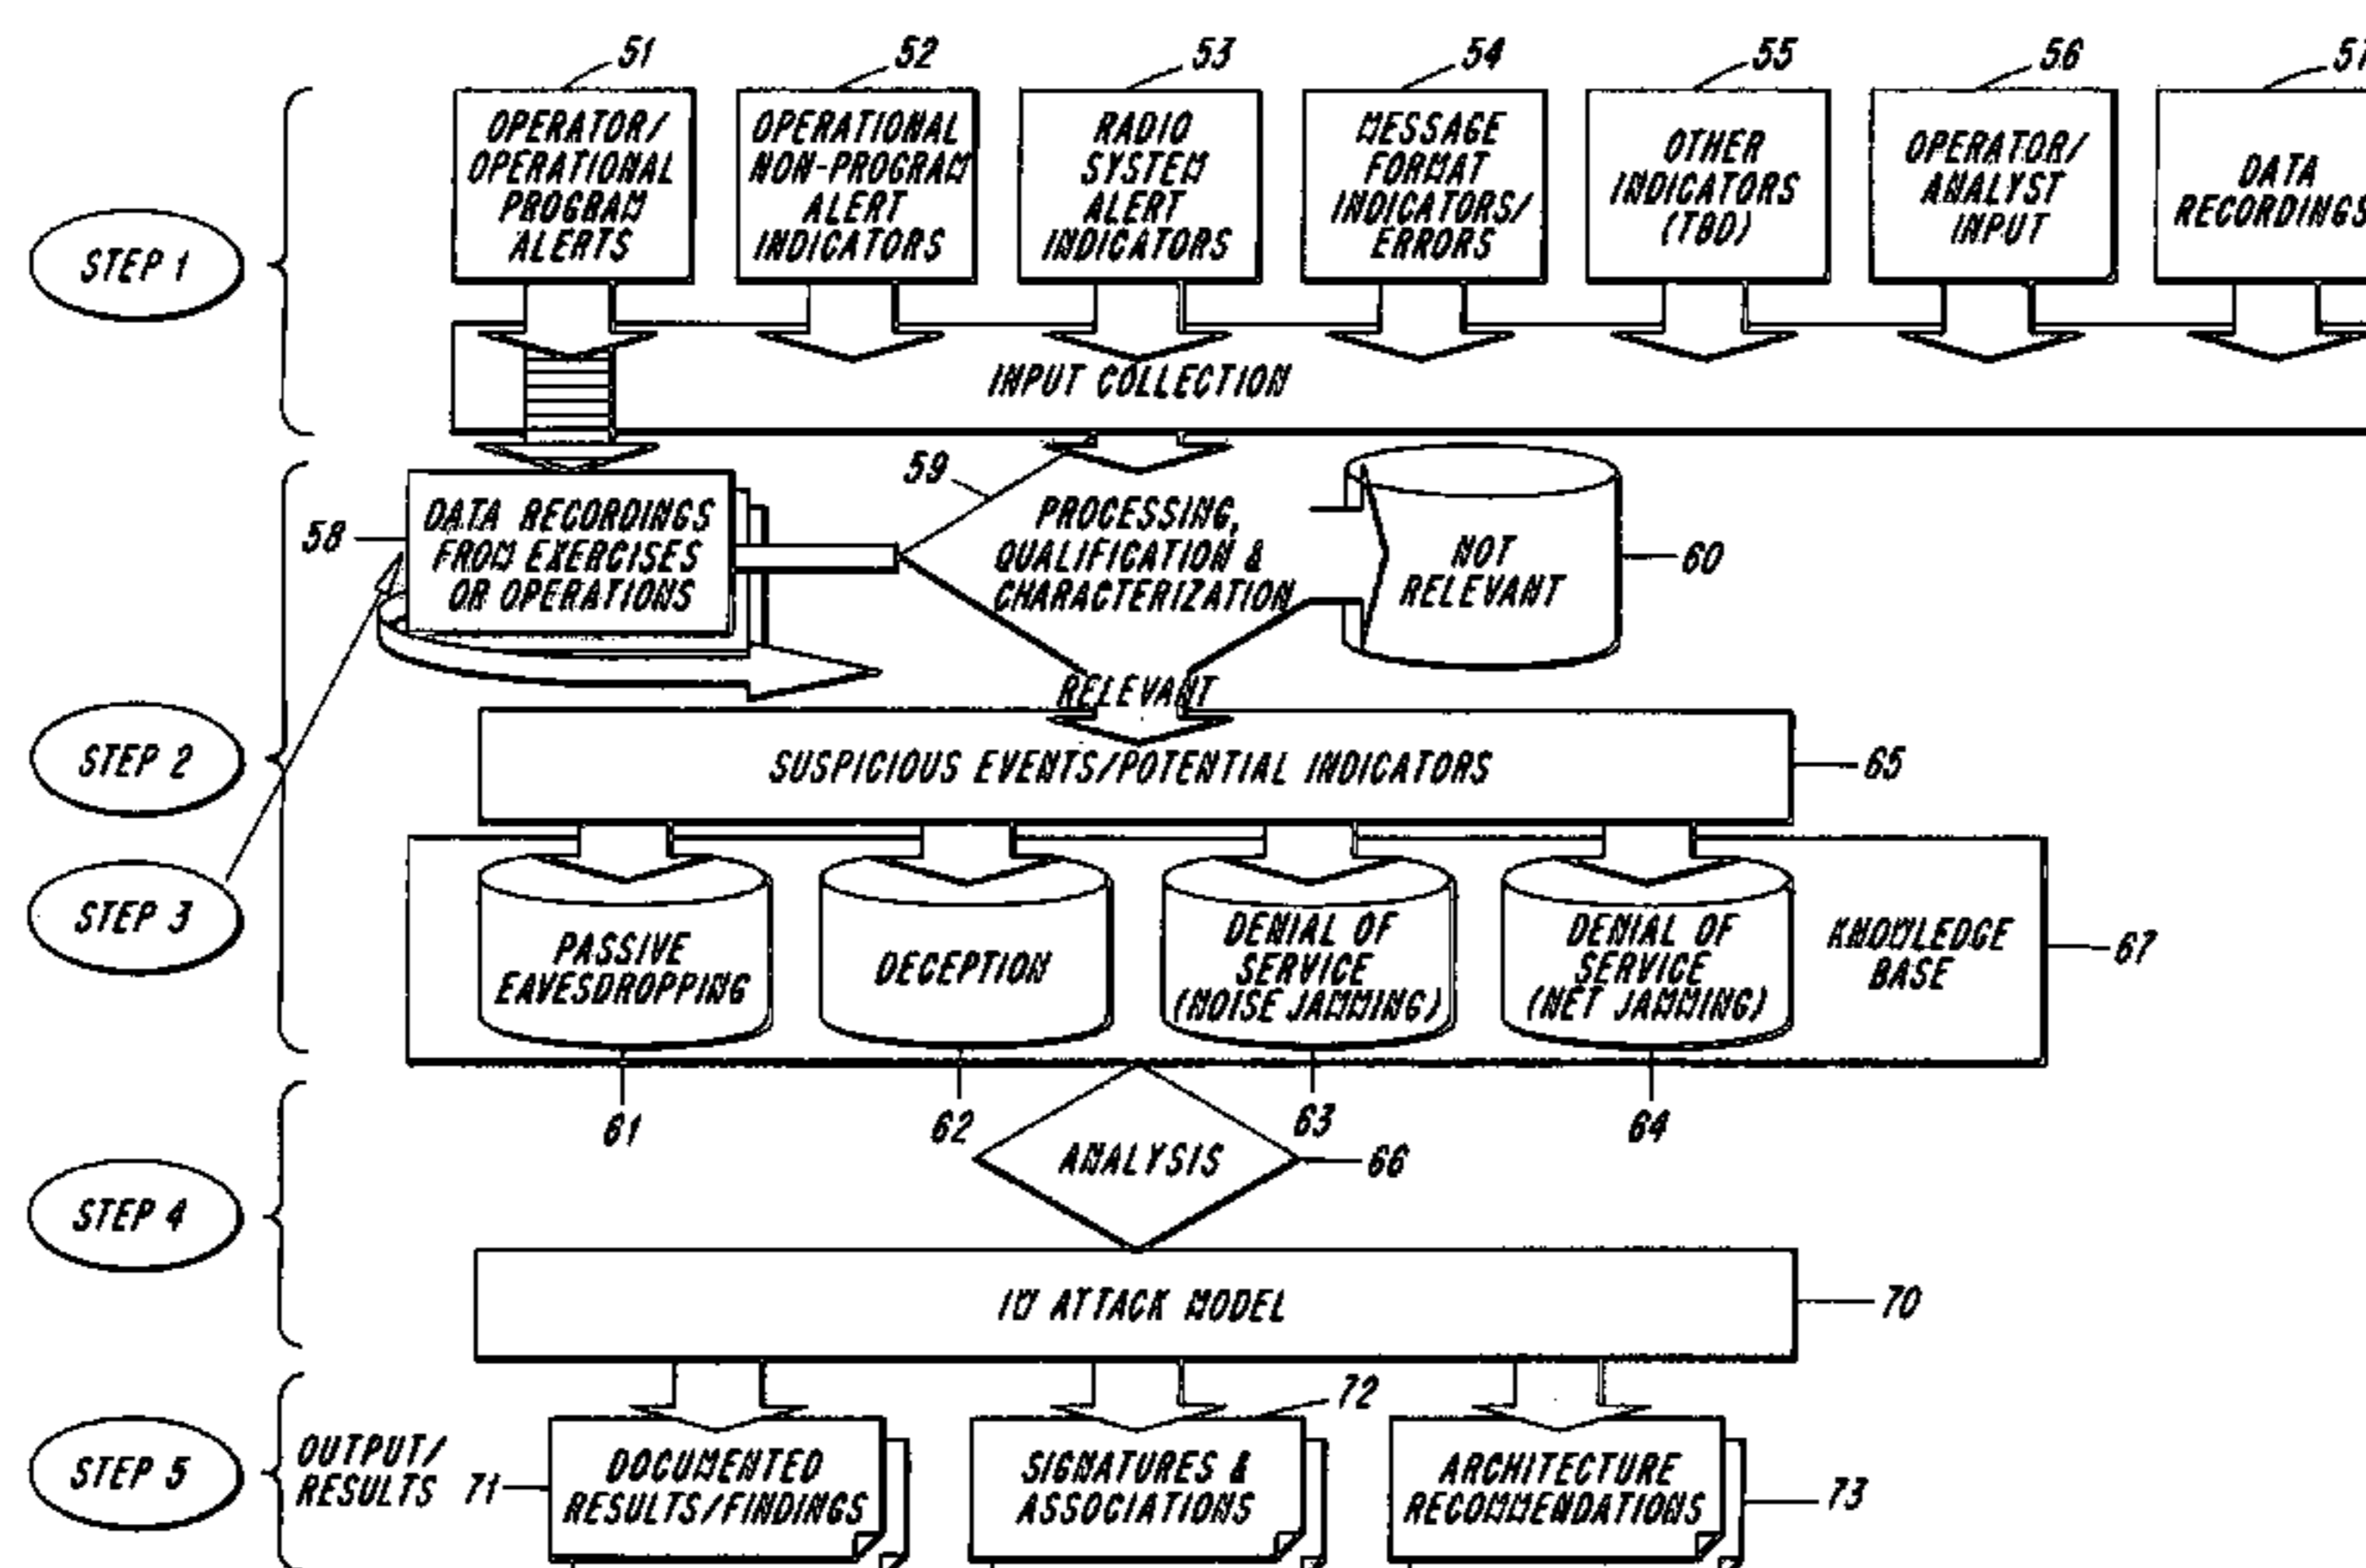 51
52
53
54
55
56
57
OPERATOR/
OPERATIONAL
PROGRAM
ALERTS
OPERATIONAL
NON-PROGRAM
ALERT
INDICATORS
RADIO
SYSTEM
ALERT
INDICATORS
MESSAGE
FORMAT
INDICATORS/
ERRORS
OTHER
INDICATORS
(TBD)
OPERATOR/
ANALYST
INPUT
DATA
RECORDINGS
STEP 1
INPUT COLLECTION
58
DATA RECORDINGS
FROM EXERCISES
OR OPERATIONS
59
PROCESSING,
QUALIFICATION &
CHARACTERIZATION
NOT
RELEVANT
60
RELEVANT
STEP 2
SUSPICIOUS EVENTS/POTENTIAL INDICATORS
65
STEP 3
PASSIVE
EAVESDROPPING
DECEPTION
DENIAL OF
SERVICE
(NOISE JAMMING)
DENIAL OF
SERVICE
(NET JAMMING)
KNOWLEDGE
BASE
67
61
62
63
64
STEP 4
ANALYSIS
66
IW ATTACK MODEL
70
STEP 5
OUTPUT/
RESULTS
71
DOCUMENTED
RESULTS/FINDINGS
72
SIGNATURES &
ASSOCIATIONS
ARCHITECTURE
RECOMMENDATIONS
73